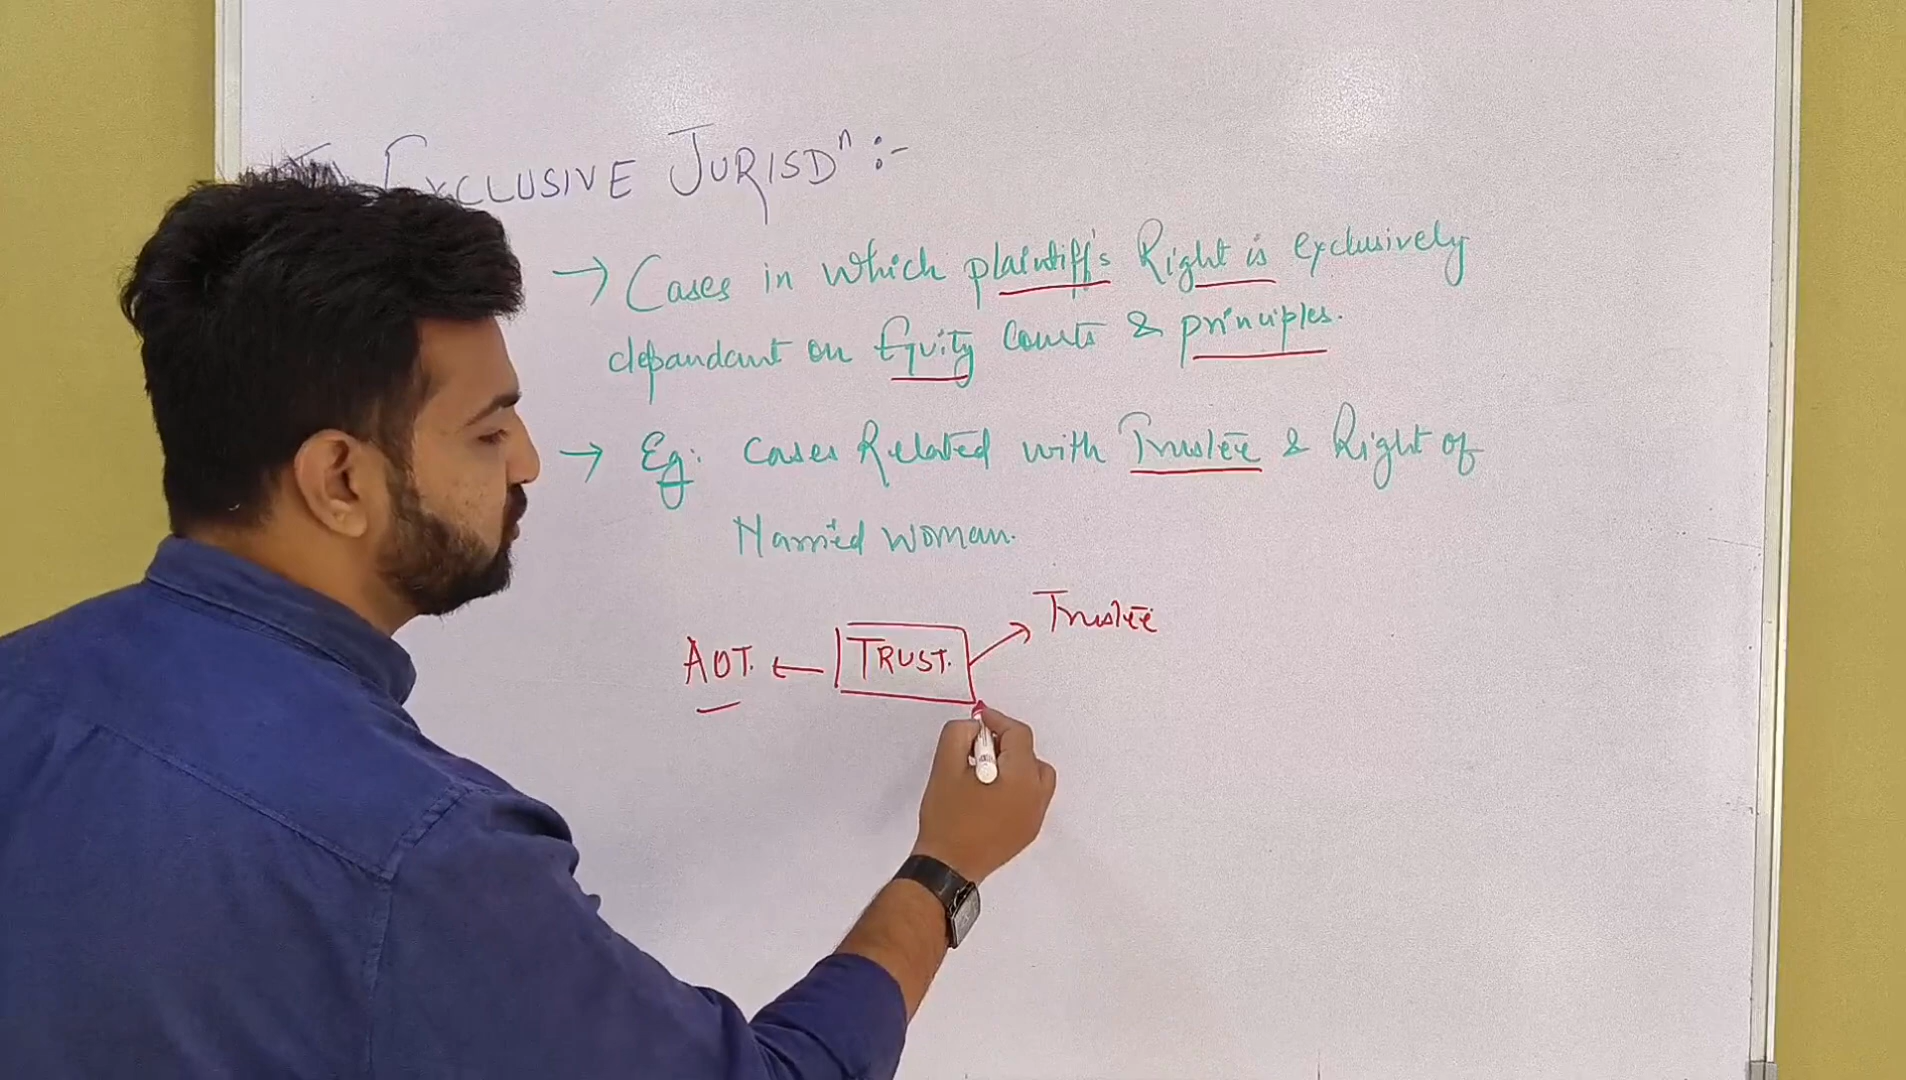 EXCLUSIVE JURISDⁿ :-
→ Cases in which plaintiff's Right is exclusively
dependant on Equity Courts & principles.
→ Eg: Cases Related with Trustee & Right of
Married woman.
Trustee
AOT. ← TRUST.